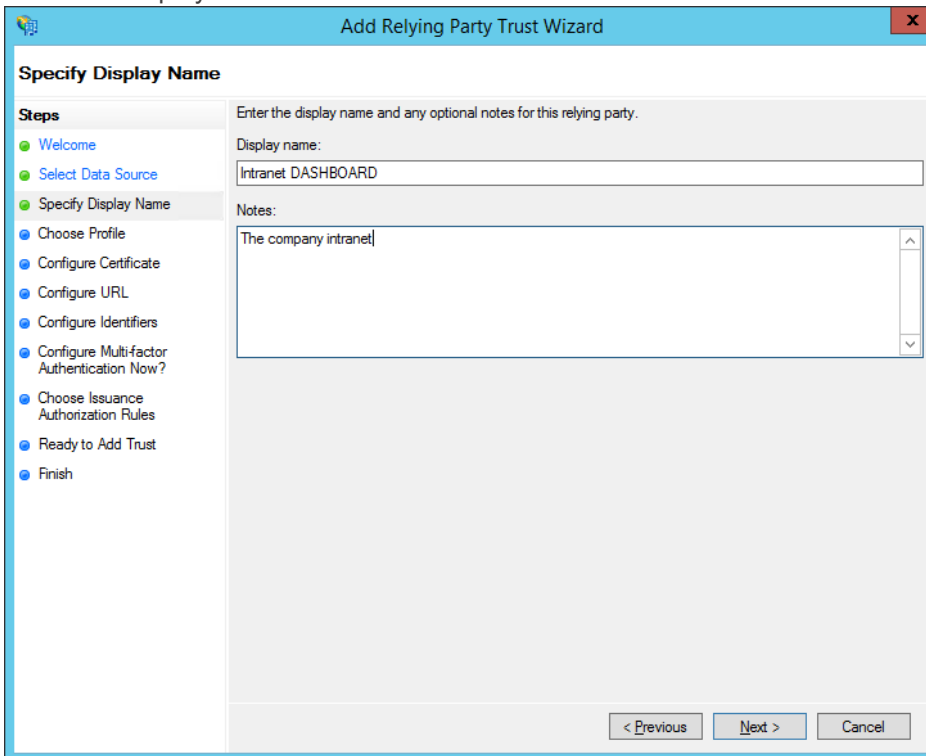 Add Relying Party Trust Wizard
x
Specify Display Name
Steps
Welcome
Select Data Source
Specify Display Name
Choose Profile
Configure Certificate
Configure URL
Configure Identifiers
Configure Multi-factor
Authentication Now?
Choose Issuance
Authorization Rules
Ready to Add Trust
Finish
Enter the display name and any optional notes for this relying party.
Display name:
Intranet DASHBOARD
Notes:
The company intranet
< Previous
Next >
Cancel